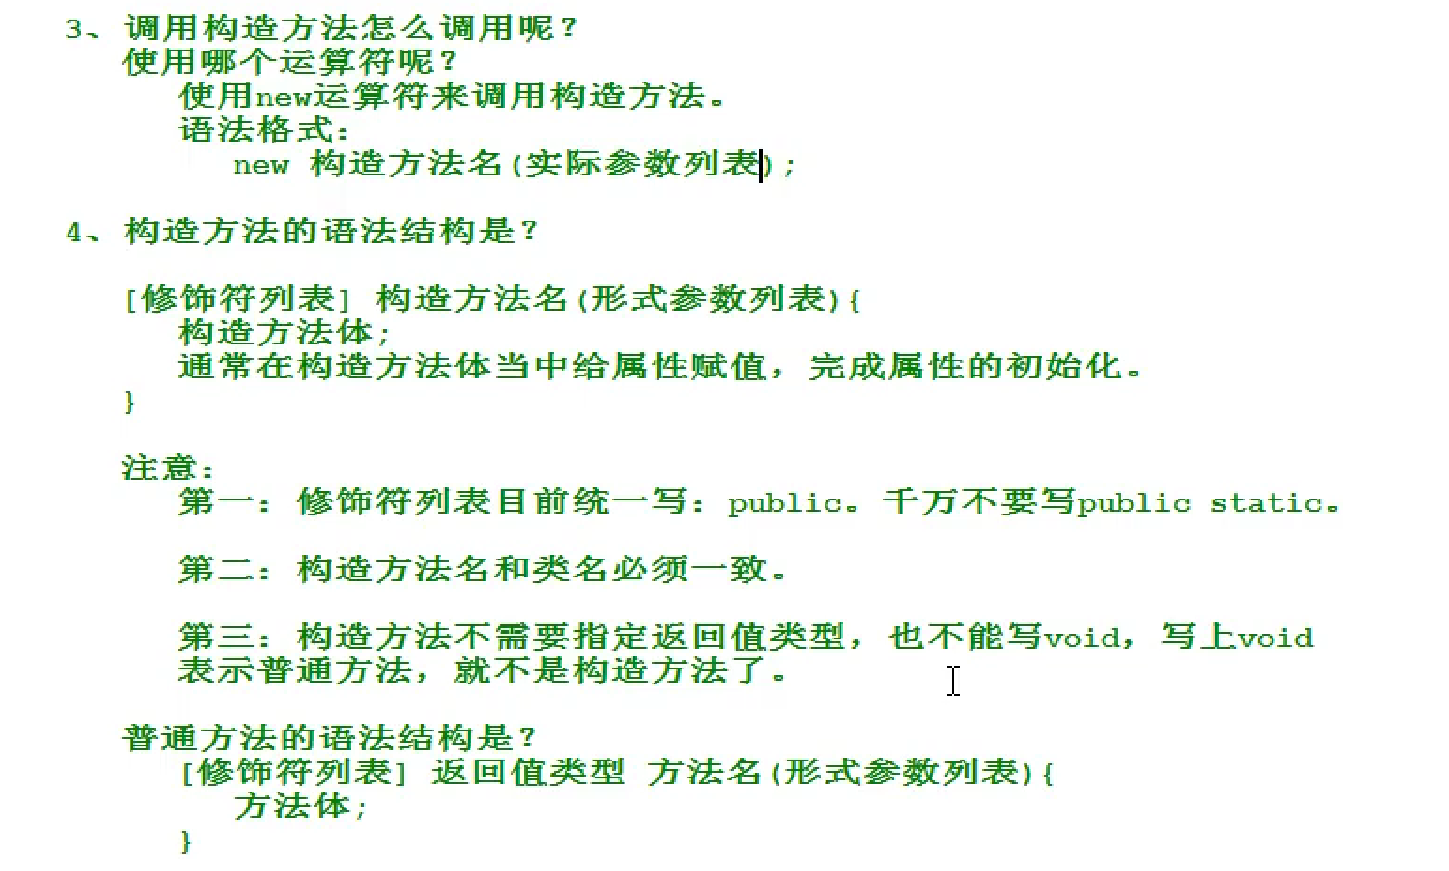 3、调用构造方法怎么调用呢？
使用哪个运算符呢？
使用new运算符来调用构造方法。
语法格式：
new 构造方法名(实际参数列表);
4、构造方法的语法结构是？
[修饰符列表] 构造方法名(形式参数列表){
构造方法体;
通常在构造方法体当中给属性赋值，完成属性的初始化。
}
注意：
第一：修饰符列表目前统一写：public。千万不要写public static。
第二：构造方法名和类名必须一致。
第三：构造方法不需要指定返回值类型，也不能写void，写上void
表示普通方法，就不是构造方法了。
普通方法的语法结构是？
[修饰符列表] 返回值类型 方法名(形式参数列表){
方法体;
}